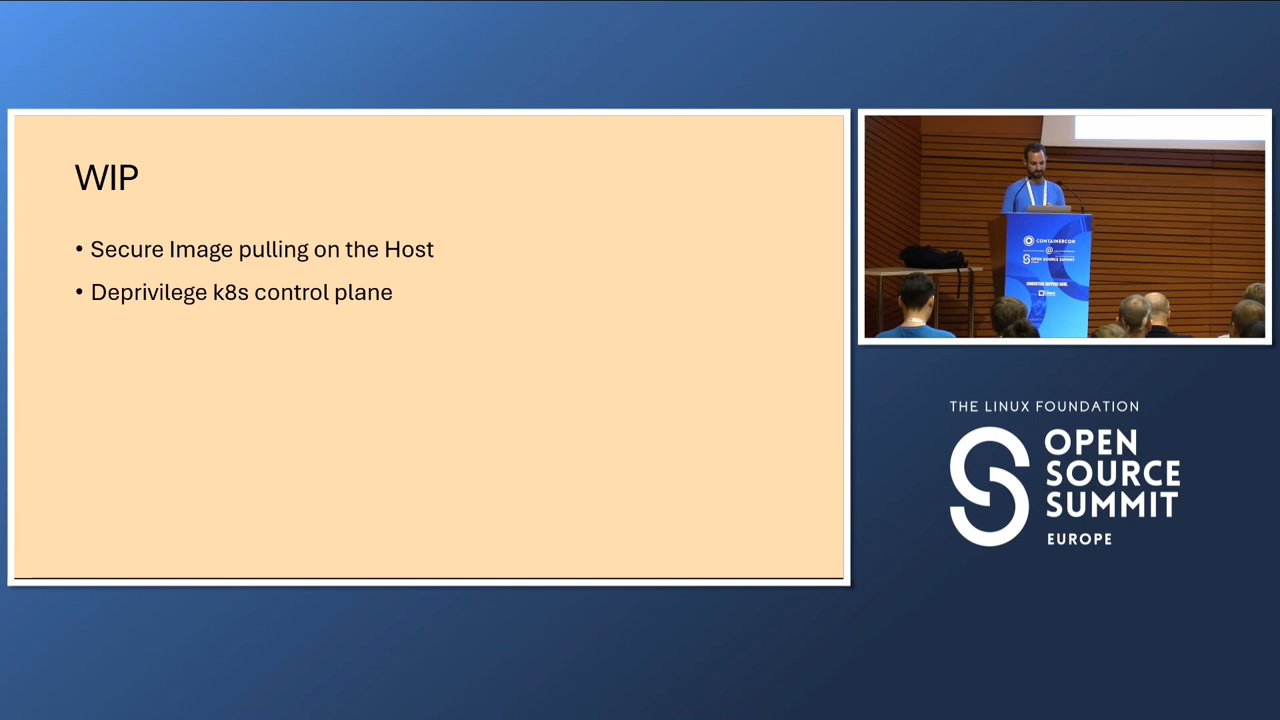 WIP
• Secure Image pulling on the Host
• Deprivilege k8s control plane
CONTAINERCON
@
OPEN SOURCE SUMMIT
THE LINUX FOUNDATION
OPEN
SOURCE
SUMMIT
EUROPE